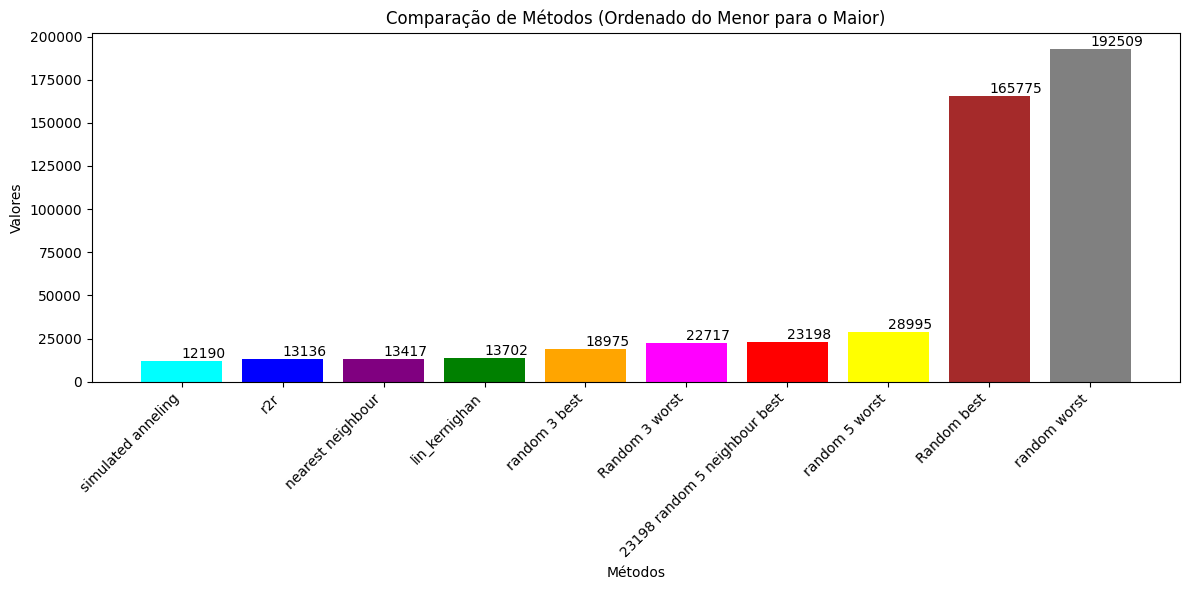 Comparação de Métodos (Ordenado do Menor para o Maior)
Valores
200000
175000
150000
125000
100000
75000
50000
25000
0
12190
13136
13417
13702
18975
22717
23198
28995
165775
192509
simulated anneling
r2r
nearest neighbour
lin_kernighan
random 3 best
Random 3 worst
23198 random 5 neighbour best
random 5 worst
Random best
random worst
Métodos